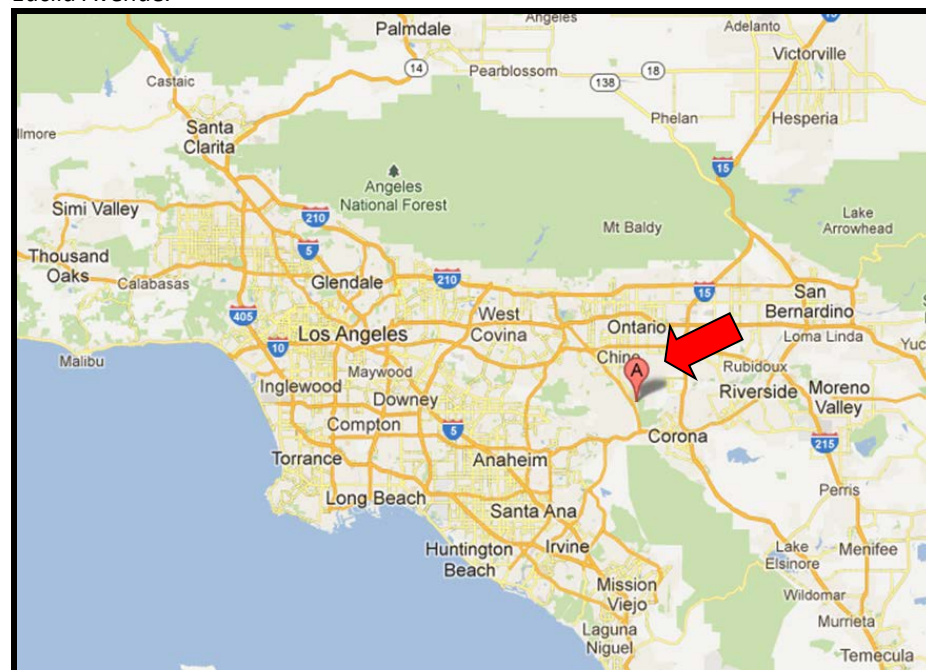 Palmdale
Angeles
Adelanto
15
Victorville
14
Pearblossom
138
18
Castaic
Phelan
Hesperia
Santa
Clarita
15
Angeles
National Forest
Simi Valley
210
Mt Baldy
Lake
Arrowhead
5
Thousand
Oaks
Calabasas
Glendale
210
15
San
Bernardino
405
West
Covina
Ontario
Los Angeles
Loma Linda
10
Malibu
Maywood
Chino
Rubidoux
A
Inglewood
Downey
Riverside
Moreno
Valley
Compton
5
Corona
215
Torrance
Anaheim
Long Beach
Santa Ana
Perris
Huntington
Beach
Irvine
Lake
Elsinore
Menifee
Mission
Viejo
Wildomar
Laguna
Niguel
Murrieta
Temecula